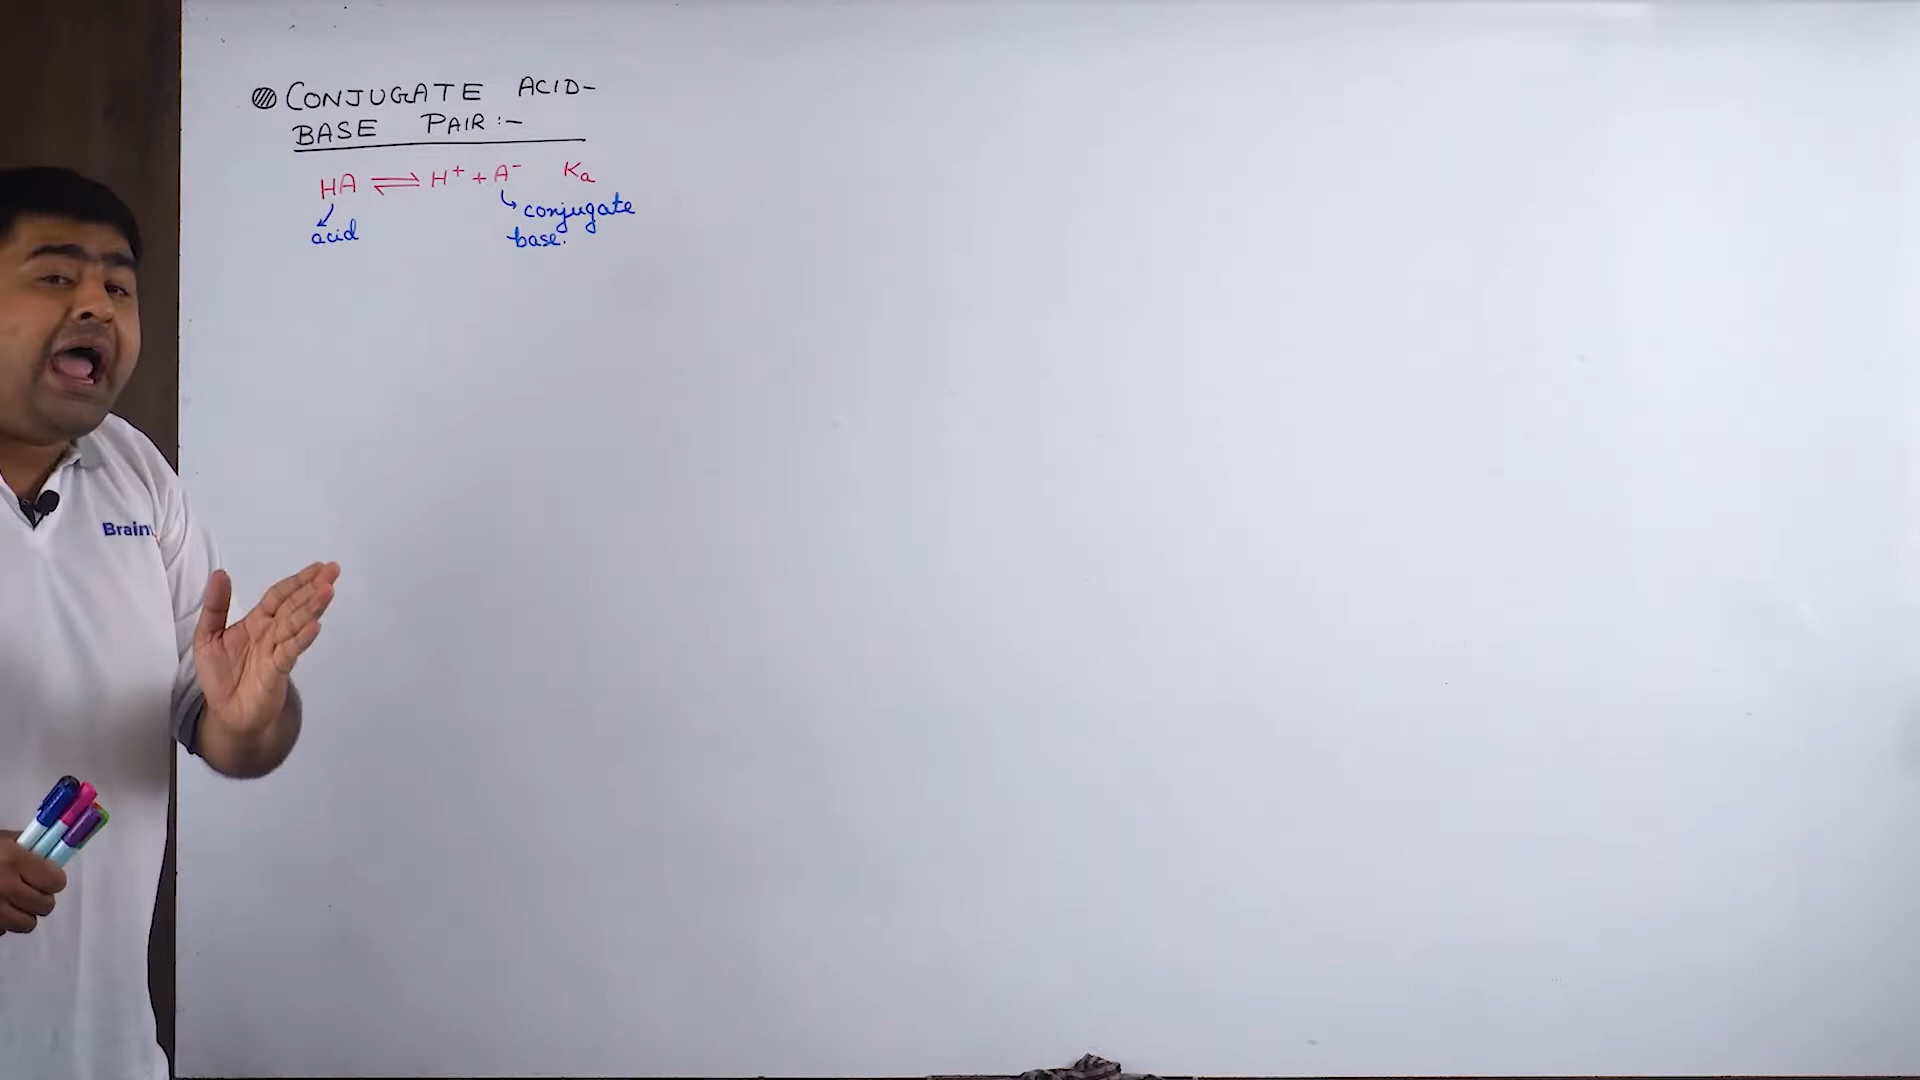 CONJUGATE ACID-
BASE PAIR :-
HA ⇌ H⁺ + A⁻ Kₐ
acid
conjugate
base.
Brain